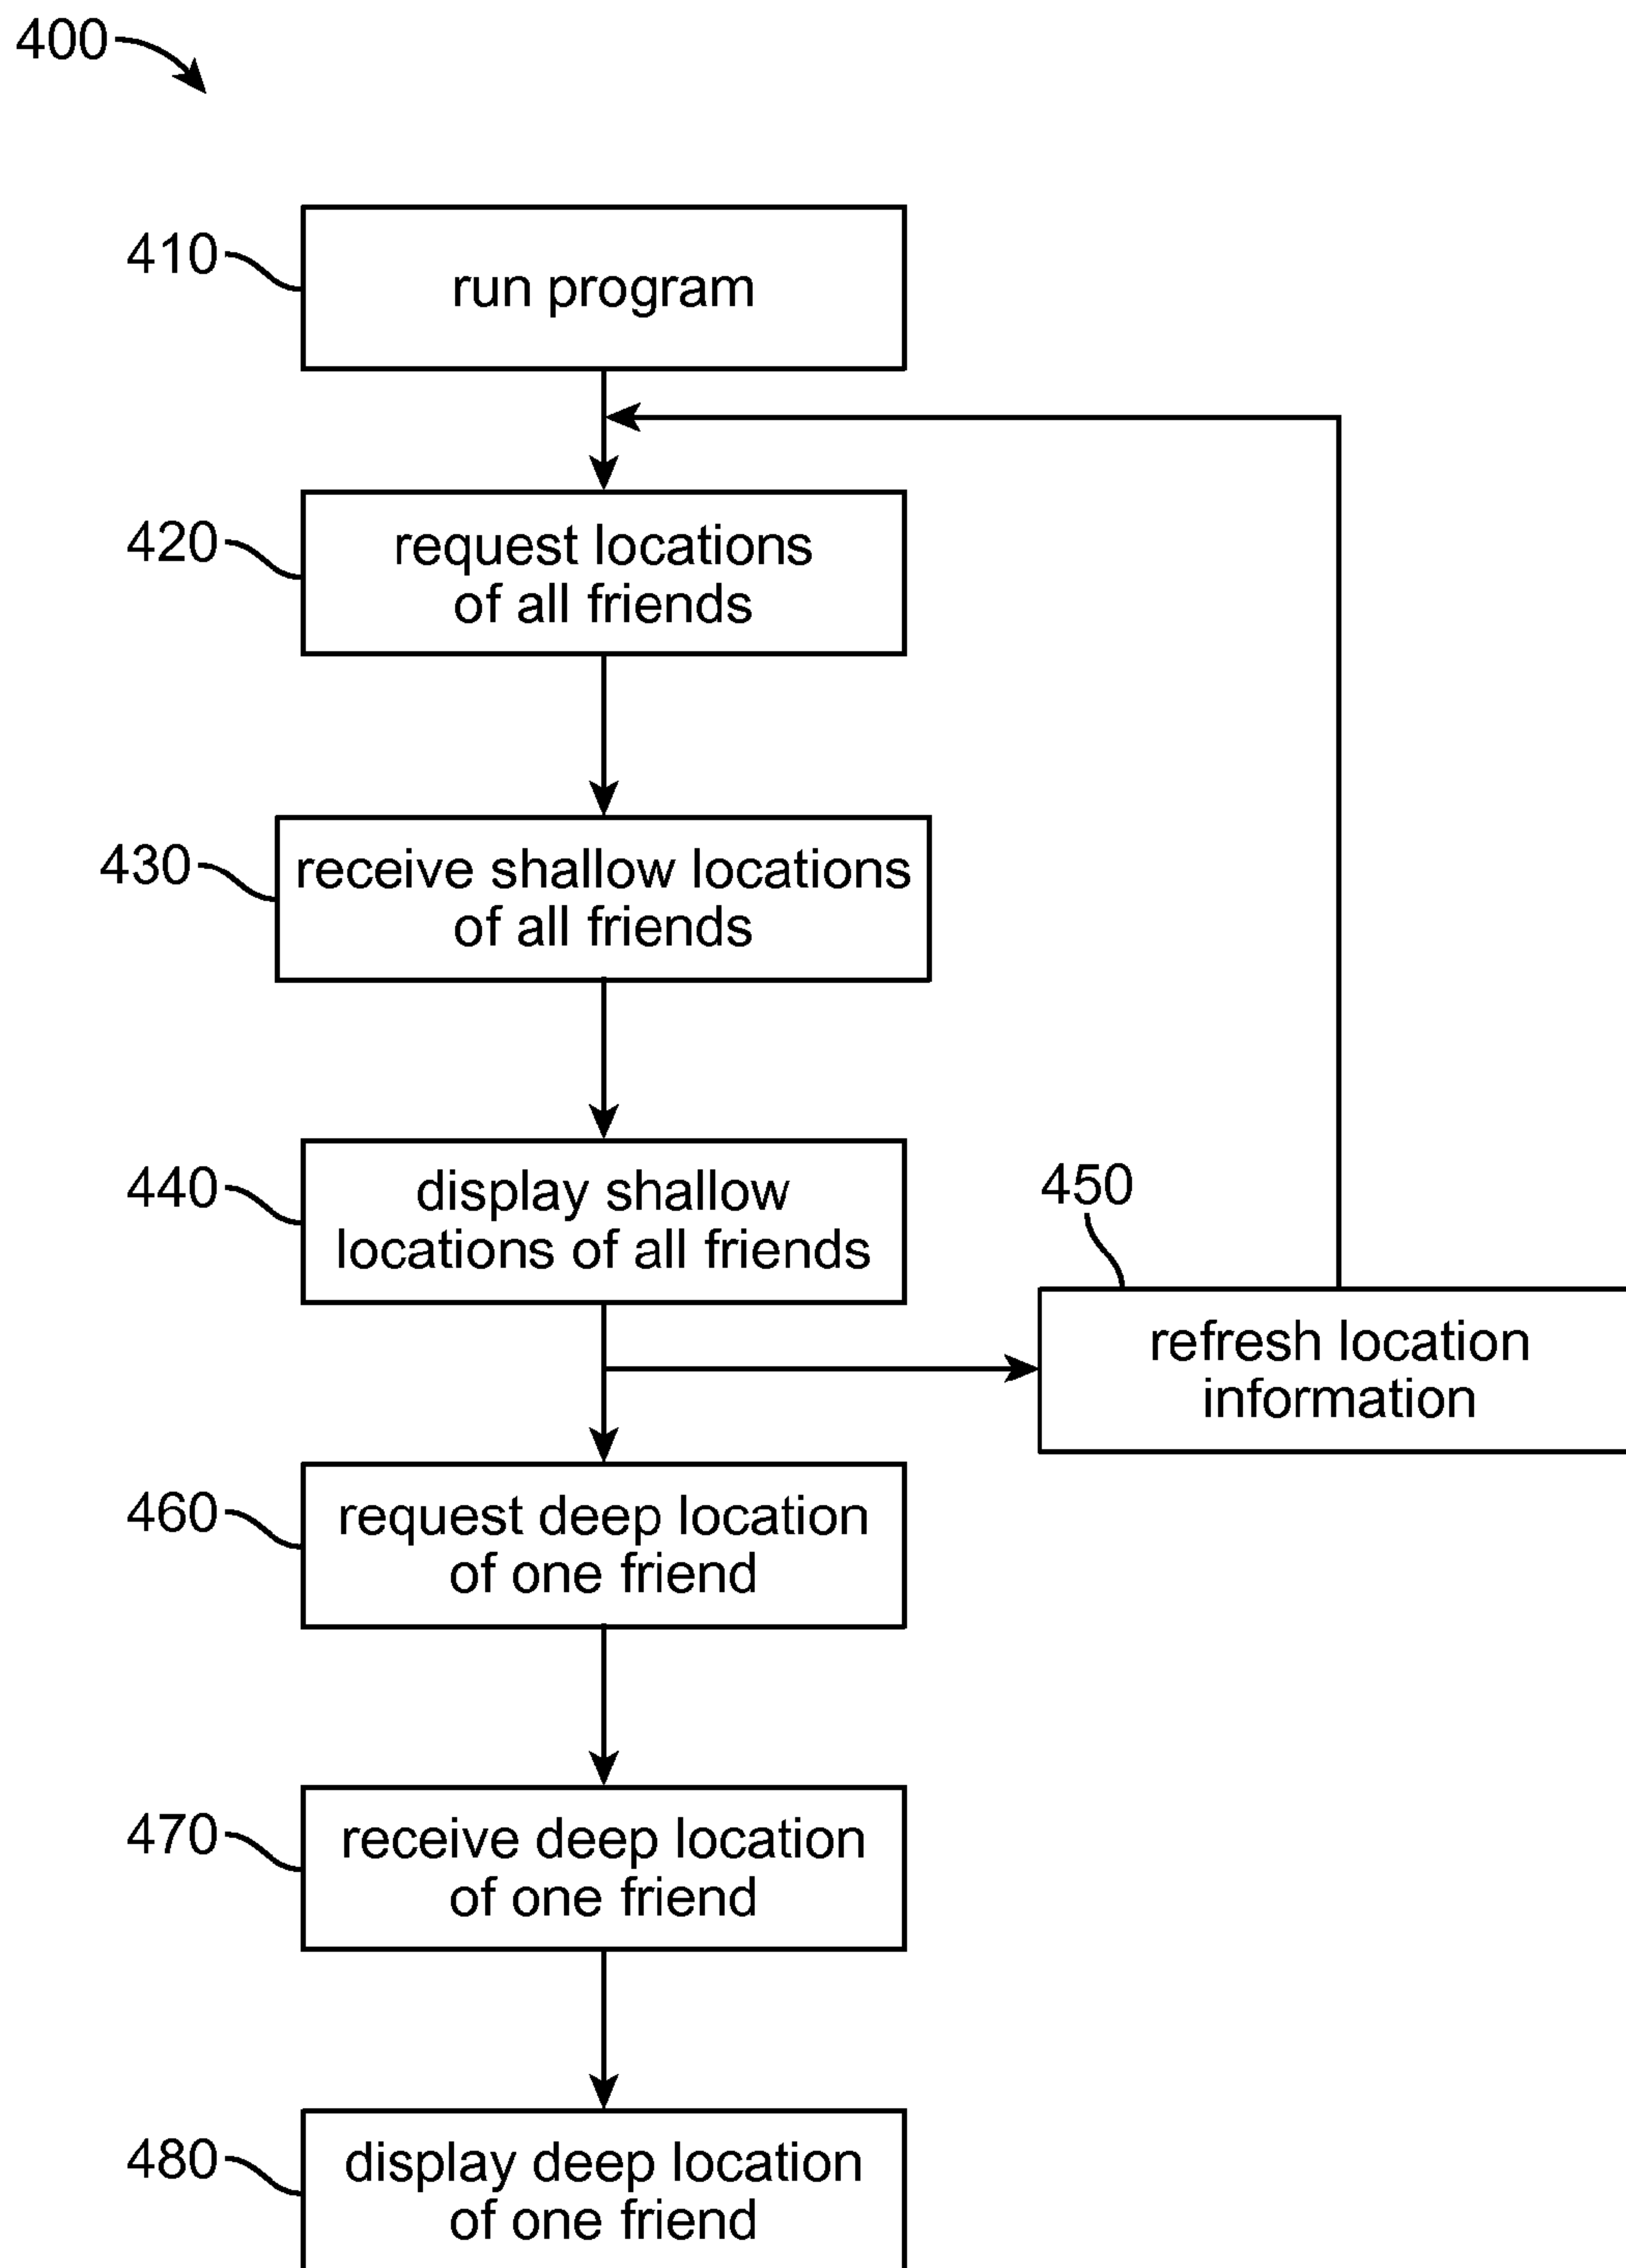 400
410
run program
420
request locations
of all friends
430
receive shallow locations
of all friends
440
display shallow
locations of all friends
450
refresh location
information
460
request deep location
of one friend
470
receive deep location
of one friend
480
display deep location
of one friend